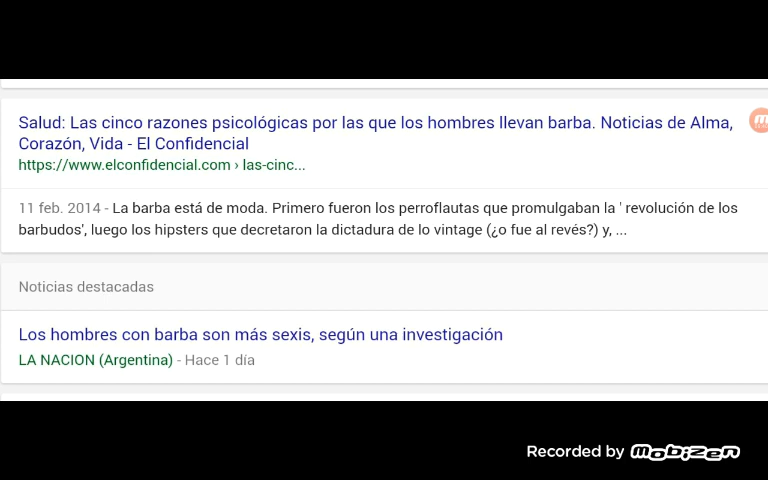 Salud: Las cinco razones psicológicas por las que los hombres llevan barba. Noticias de Alma,
Corazón, Vida - El Confidencial
https://www.elconfidencial.com › las-cinc...
11 feb. 2014 - La barba está de moda. Primero fueron los perroflautas que promulgaban la ' revolución de los
barbudos', luego los hipsters que decretaron la dictadura de lo vintage (¿o fue al revés?) y, ...
Noticias destacadas
Los hombres con barba son más sexis, según una investigación
LA NACION (Argentina) - Hace 1 día
Recorded by mobizen